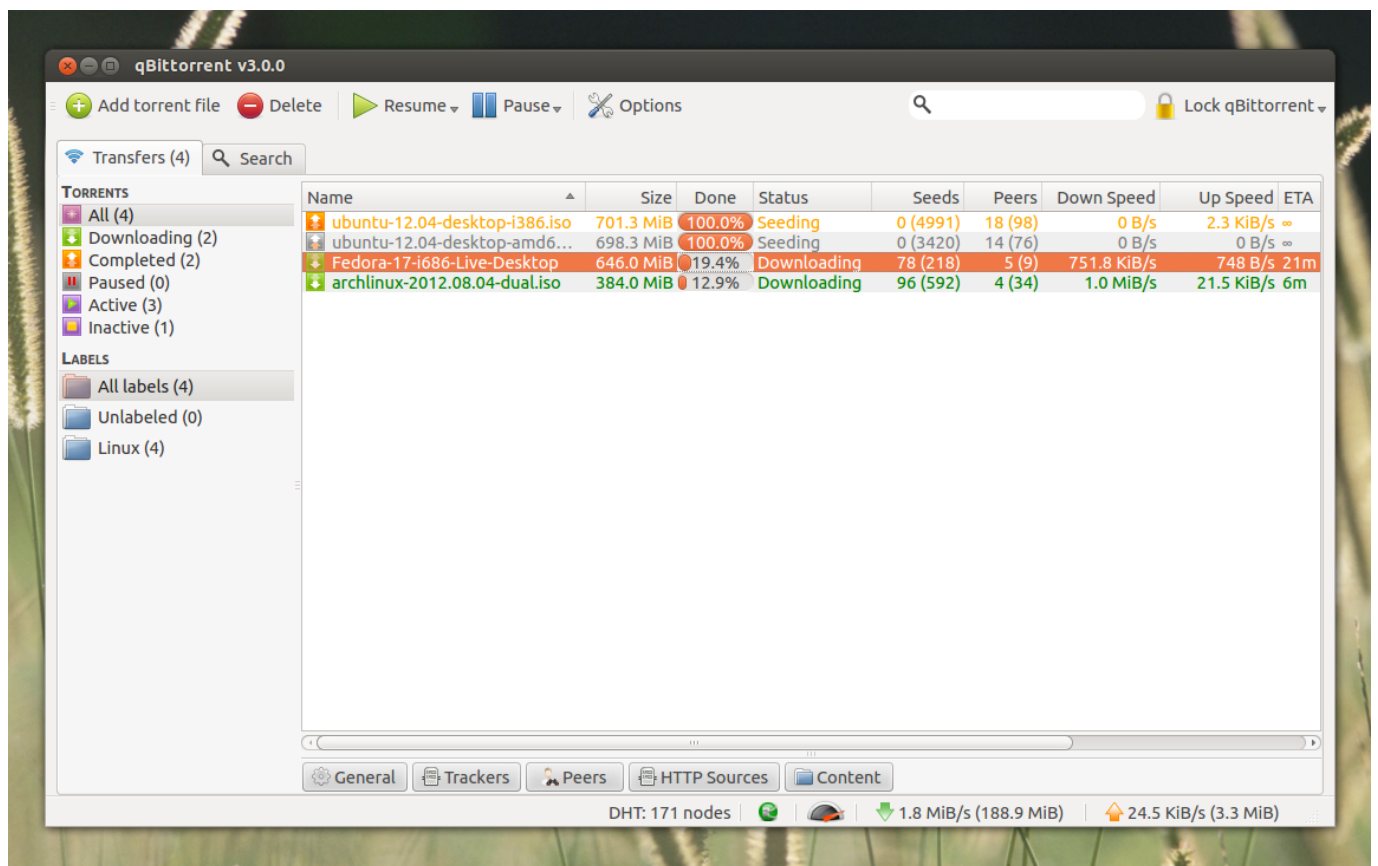 qBittorrent v3.0.0
Add torrent file Delete Resume Pause Options Lock qBittorrent
Transfers (4) Search
TORRENTS
All (4)
Downloading (2)
Completed (2)
Paused (0)
Active (3)
Inactive (1)
LABELS
All labels (4)
Unlabeled (0)
Linux (4)
Name Size Done Status Seeds Peers Down Speed Up Speed ETA
ubuntu-12.04-desktop-i386.iso 701.3 MiB 100.0% Seeding 0 (4991) 18 (98) 0 B/s 2.3 KiB/s ∞
ubuntu-12.04-desktop-amd6... 698.3 MiB 100.0% Seeding 0 (3420) 14 (76) 0 B/s 0 B/s ∞
Fedora-17-i686-Live-Desktop 646.0 MiB 19.4% Downloading 78 (218) 5 (9) 751.8 KiB/s 748 B/s 21m
archlinux-2012.08.04-dual.iso 384.0 MiB 12.9% Downloading 96 (592) 4 (34) 1.0 MiB/s 21.5 KiB/s 6m
General Trackers Peers HTTP Sources Content
DHT: 171 nodes 1.8 MiB/s (188.9 MiB) 24.5 KiB/s (3.3 MiB)